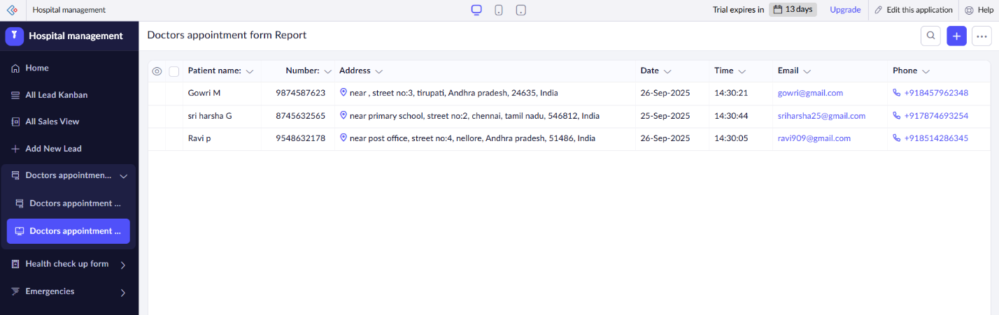 Hospital management Trial expires in 13 days Upgrade Edit this application Help
Hospital management
Doctors appointment form Report
Home
All Lead Kanban
All Sales View
Add New Lead
Doctors appointmen...
Doctors appointment ...
Doctors appointment ...
Health check up form
Emergencies
Patient name: Number: Address Date Time Email Phone
Gowri M 9874587623 near , street no:3, tirupati, Andhra pradesh, 24635, India 26-Sep-2025 14:30:21 gowri@gmail.com +918457962348
sri harsha G 8745632565 near primary school, street no:2, chennai, tamil nadu, 546812, India 25-Sep-2025 14:30:44 sriharsha25@gmail.com +917874693254
Ravi p 9548632178 near post office, street no:4, nellore, Andhra pradesh, 51486, India 26-Sep-2025 14:30:05 ravi909@gmail.com +918514286345